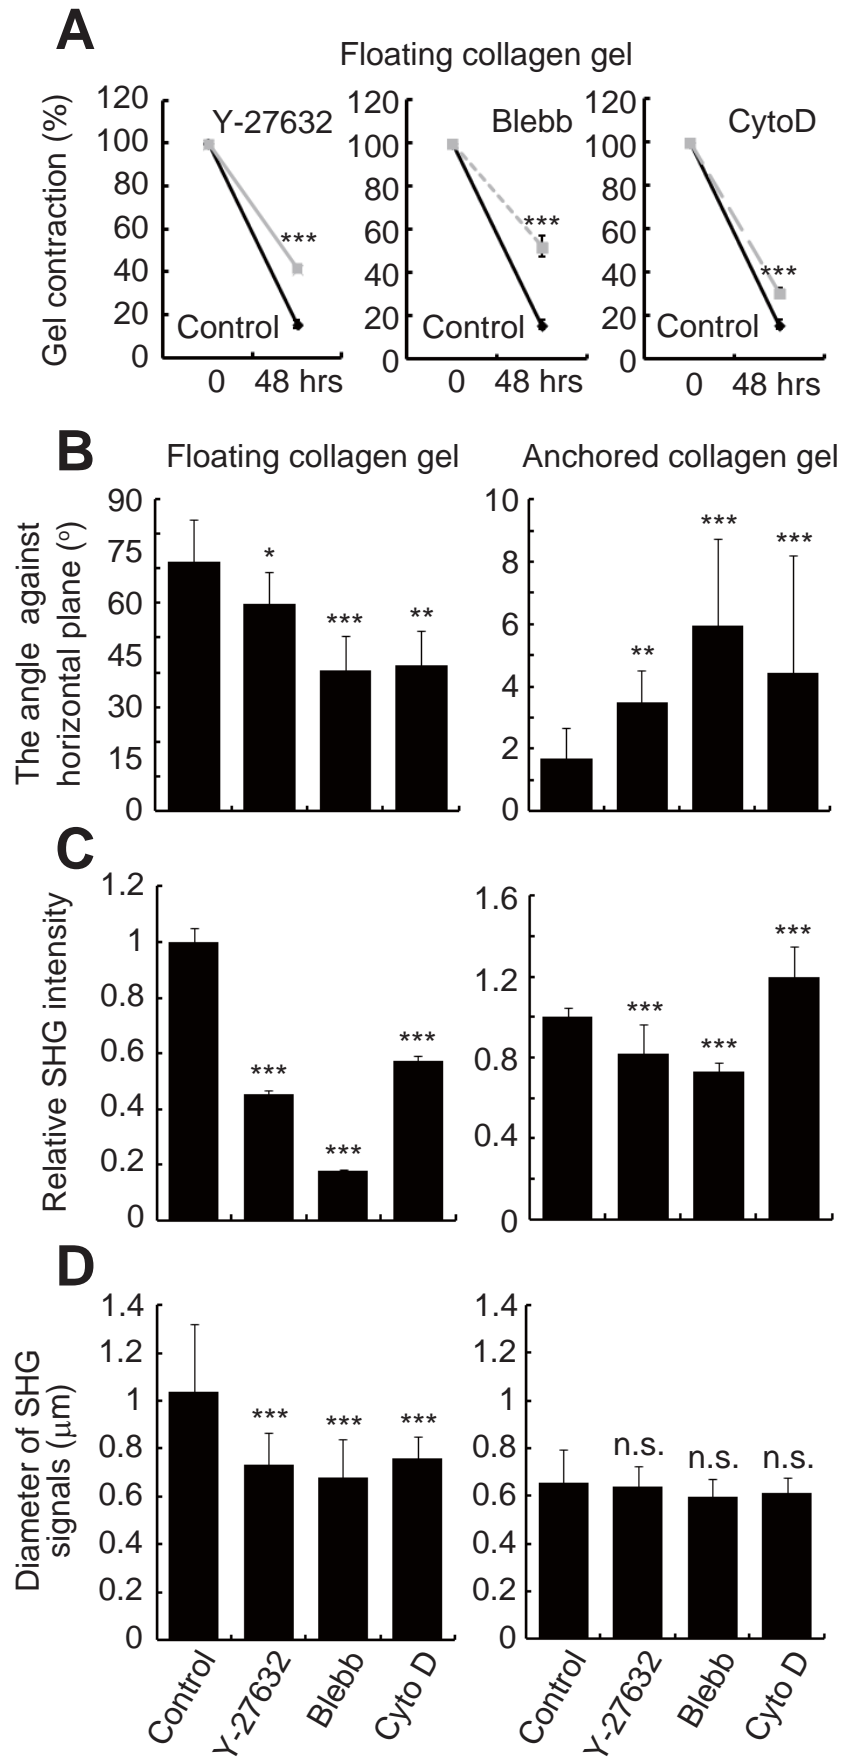 A
Floating collagen gel
Gel contraction (%)
120
100
80
60
40
20
0
Y-27632
***
Control
0 48 hrs
120
100
80
60
40
20
0
Blebb
***
Control
0 48 hrs
120
100
80
60
40
20
0
CytoD
***
Control
0 48 hrs
B
Floating collagen gel
The angle against
horizontal plane (o)
90
75
60
45
30
15
0
*
***
**
Anchored collagen gel
10
8
6
4
2
0
**
***
***
C
Relative SHG intensity
1.2
1
0.8
0.6
0.4
0.2
0
***
***
***
1.6
1.2
0.8
0.4
0
***
***
***
D
Diameter of SHG
signals (μm)
1.4
1.2
1
0.8
0.6
0.4
0.2
0
***
***
***
Control
Y-27632
Blebb
Cyto D
1.4
1.2
1
0.8
0.6
0.4
0.2
0
n.s.
n.s.
n.s.
Control
Y-27632
Blebb
Cyto D